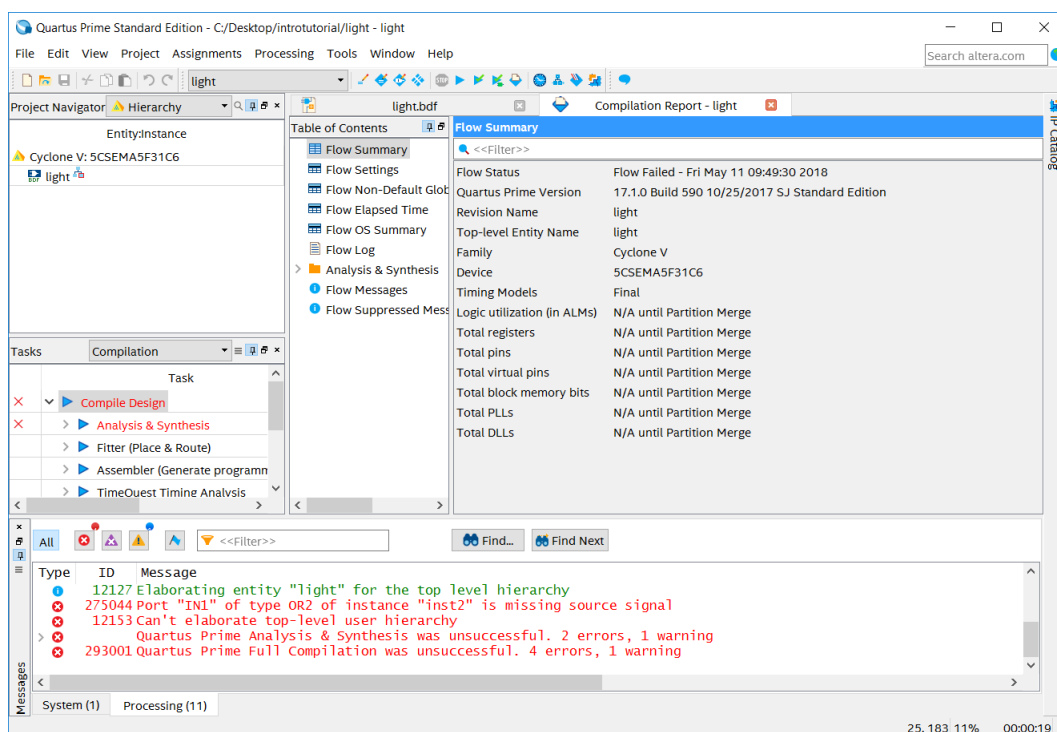 Quartus Prime Standard Edition - C:/Desktop/introtutorial/light - light
File Edit View Project Assignments Processing Tools Window Help
Search altera.com
light
STOP
Project Navigator Hierarchy
Entity:Instance
Cyclone V: 5CSEMA5F31C6
BDF light
Tasks Compilation
Task
Compile Design
Analysis & Synthesis
Fitter (Place & Route)
Assembler (Generate programm
TimeQuest Timing Analysis
light.bdf
Compilation Report - light
Table of Contents
Flow Summary
Flow Settings
Flow Non-Default Glob
Flow Elapsed Time
Flow OS Summary
Flow Log
Analysis & Synthesis
Flow Messages
Flow Suppressed Mess
Flow Summary
<<Filter>>
Flow Status Flow Failed - Fri May 11 09:49:30 2018
Quartus Prime Version 17.1.0 Build 590 10/25/2017 SJ Standard Edition
Revision Name light
Top-level Entity Name light
Family Cyclone V
Device 5CSEMA5F31C6
Timing Models Final
Logic utilization (in ALMs) N/A until Partition Merge
Total registers N/A until Partition Merge
Total pins N/A until Partition Merge
Total virtual pins N/A until Partition Merge
Total block memory bits N/A until Partition Merge
Total PLLs N/A until Partition Merge
Total DLLs N/A until Partition Merge
IP Catalog
All <<Filter>> Find... Find Next
Type ID Message
12127 Elaborating entity "light" for the top level hierarchy
275044 Port "IN1" of type OR2 of instance "inst2" is missing source signal
12153 Can't elaborate top-level user hierarchy
Quartus Prime Analysis & Synthesis was unsuccessful. 2 errors, 1 warning
293001 Quartus Prime Full Compilation was unsuccessful. 4 errors, 1 warning
Messages
System (1) Processing (11)
25, 183 11% 00:00:19